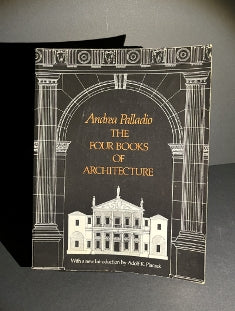 Andrea Palladio
THE
FOUR BOOKS
OF
ARCHITECTURE
With a new Introduction by Adolf K. Placzek